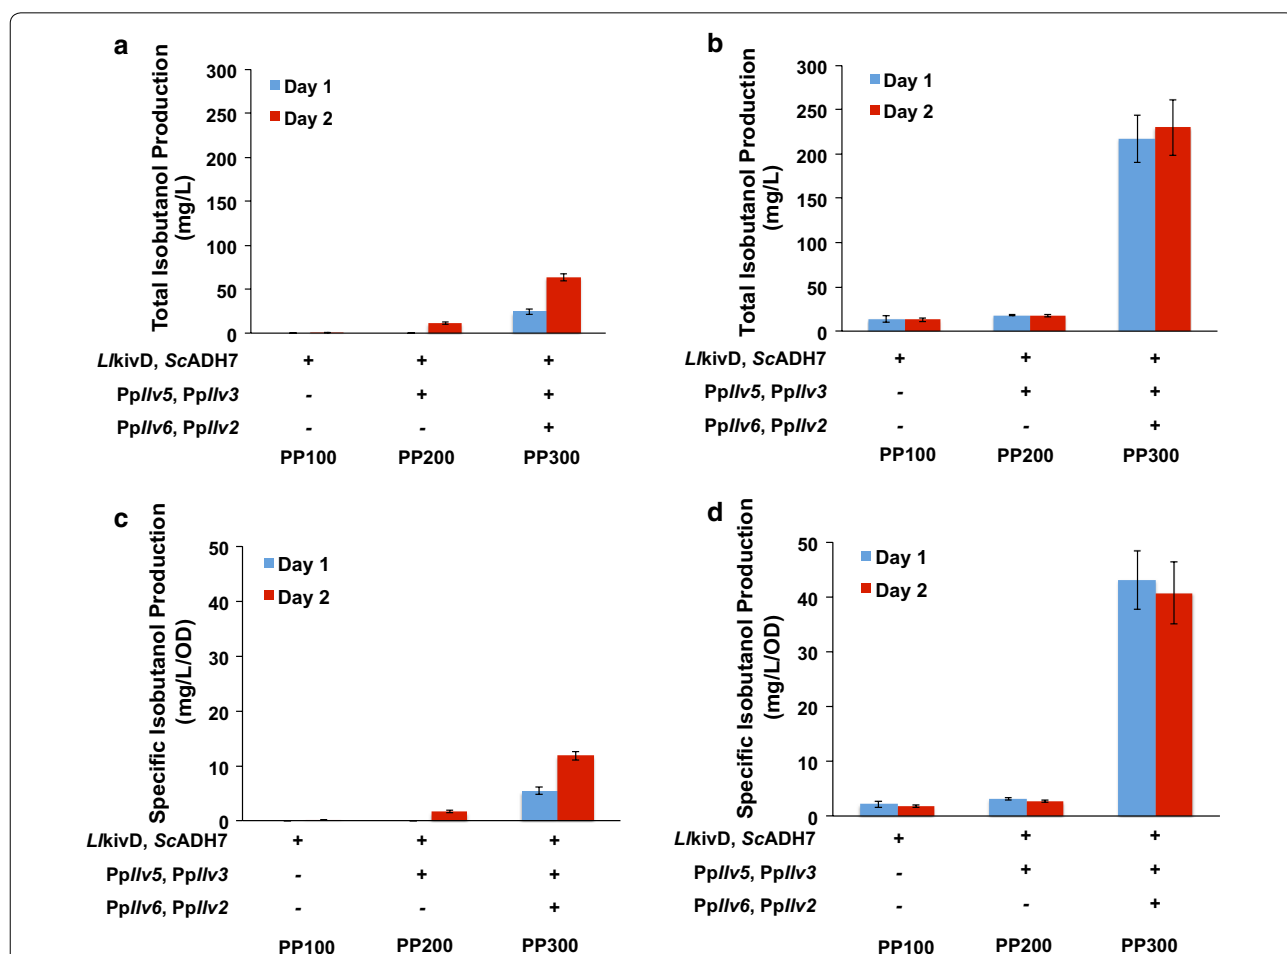 a
Total Isobutanol Production
(mg/L)
300
250
200
150
100
50
0
Day 1
Day 2
LlkivD, ScADH7 + + +
PpIlv5, PpIlv3 - + +
PpIlv6, PpIlv2 - - +
PP100 PP200 PP300
b
Total Isobutanol Production
(mg/L)
300
250
200
150
100
50
0
Day 1
Day 2
LlkivD, ScADH7 + + +
PpIlv5, PpIlv3 - + +
PpIlv6, PpIlv2 - - +
PP100 PP200 PP300
c
Specific Isobutanol Production
(mg/L/OD)
50
40
30
20
10
0
Day 1
Day 2
LlkivD, ScADH7 + + +
PpIlv5, PpIlv3 - + +
PpIlv6, PpIlv2 - - +
PP100 PP200 PP300
d
Specific Isobutanol Production
(mg/L/OD)
50
40
30
20
10
0
Day 1
Day 2
LlkivD, ScADH7 + + +
PpIlv5, PpIlv3 - + +
PpIlv6, PpIlv2 - - +
PP100 PP200 PP300